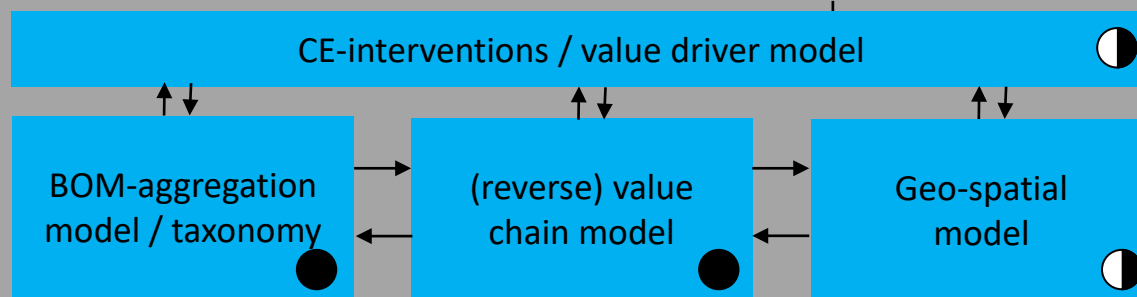 CE-interventions / value driver model
BOM-aggregation
model / taxonomy
(reverse) value
chain model
Geo-spatial
model